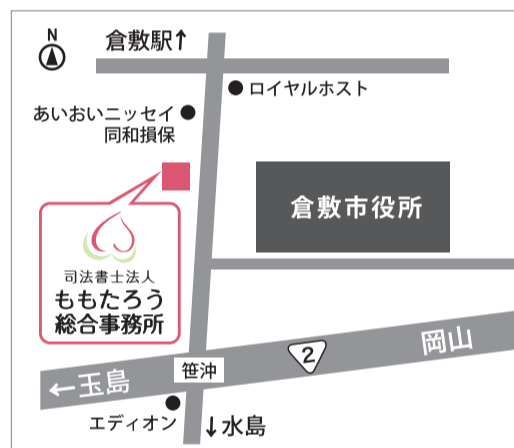 N
倉敷駅↑
ロイヤルホスト
あいおいニッセイ
同和損保
倉敷市役所
司法書士法人
ももたろう
総合事務所
2
岡山
←玉島
笹沖
エディオン
↓水島